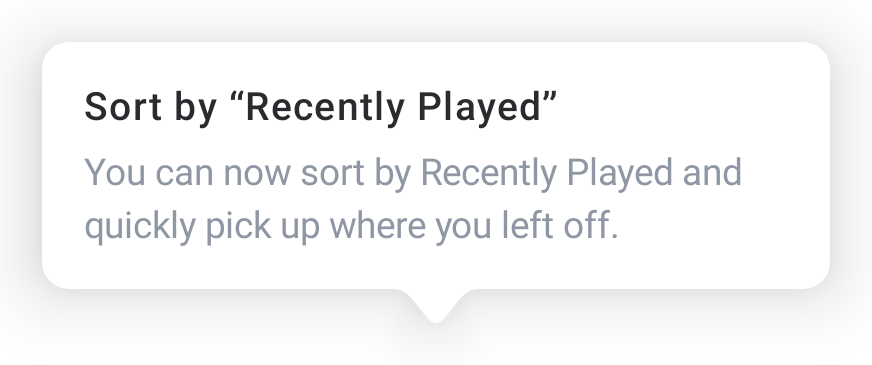 Sort by “Recently Played”
You can now sort by Recently Played and
quickly pick up where you left off.